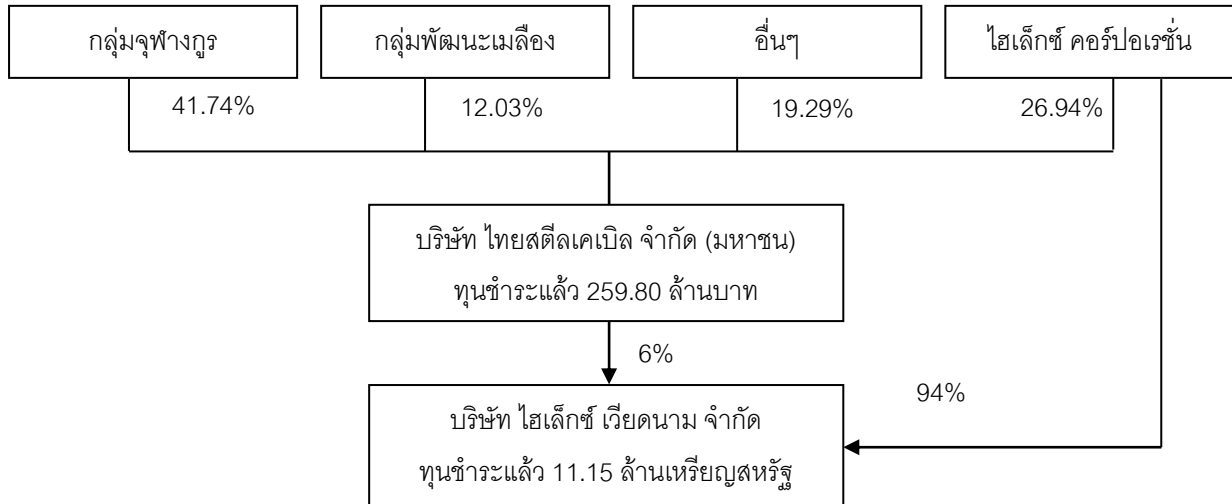 กลุ่มจุฬางกูร
กลุ่มพัฒนะเมลือง
อื่นๆ
ไฮเล็กซ์ คอร์ปอเรชั่น
41.74%
12.03%
19.29%
26.94%
บริษัท ไทยสตีลเคเบิล จำกัด (มหาชน)
ทุนชำระแล้ว 259.80 ล้านบาท
6%
94%
บริษัท ไฮเล็กซ์ เวียดนาม จำกัด
ทุนชำระแล้ว 11.15 ล้านเหรียญสหรัฐ